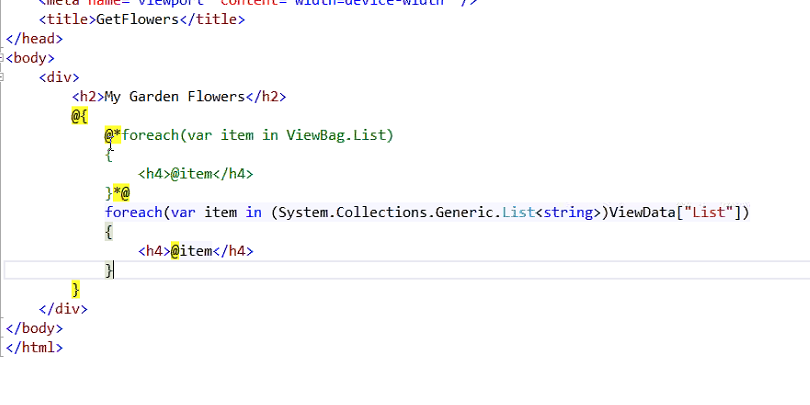 <meta name="viewport" content="width=device-width" />
<title>GetFlowers</title>
</head>
<body>
<div>
<h2>My Garden Flowers</h2>
@{
@*foreach(var item in ViewBag.List)
{
<h4>@item</h4>
}*@
foreach(var item in (System.Collections.Generic.List<string>)ViewData["List"])
{
<h4>@item</h4>
}
}
</div>
</body>
</html>